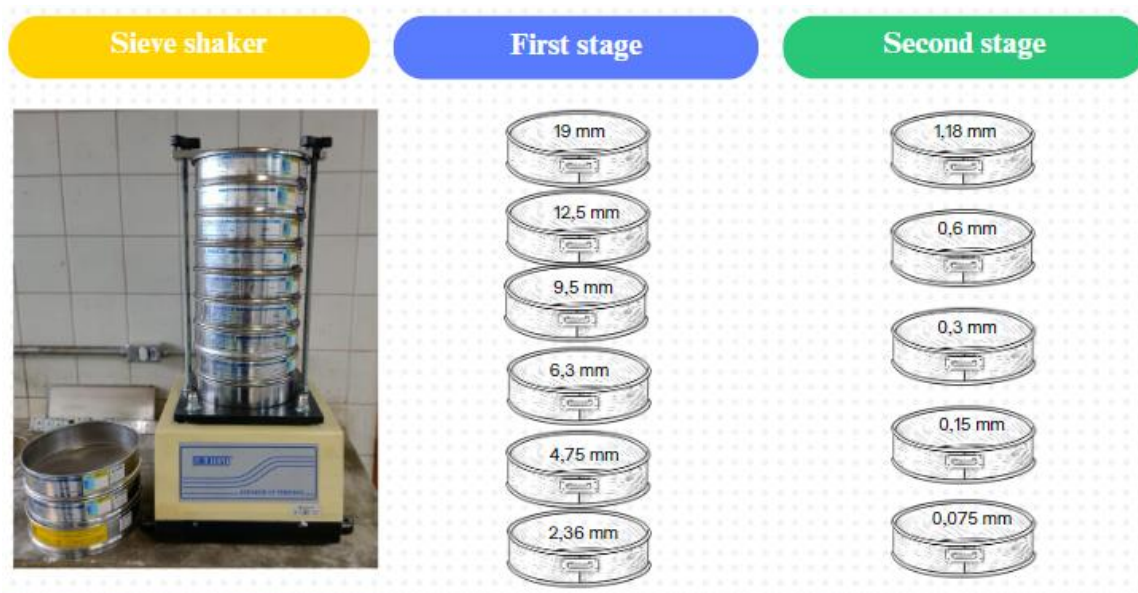 Sieve shaker
First stage
Second stage
19 mm
12,5 mm
9,5 mm
6,3 mm
4,75 mm
2,36 mm
1,18 mm
0,6 mm
0,3 mm
0,15 mm
0,075 mm